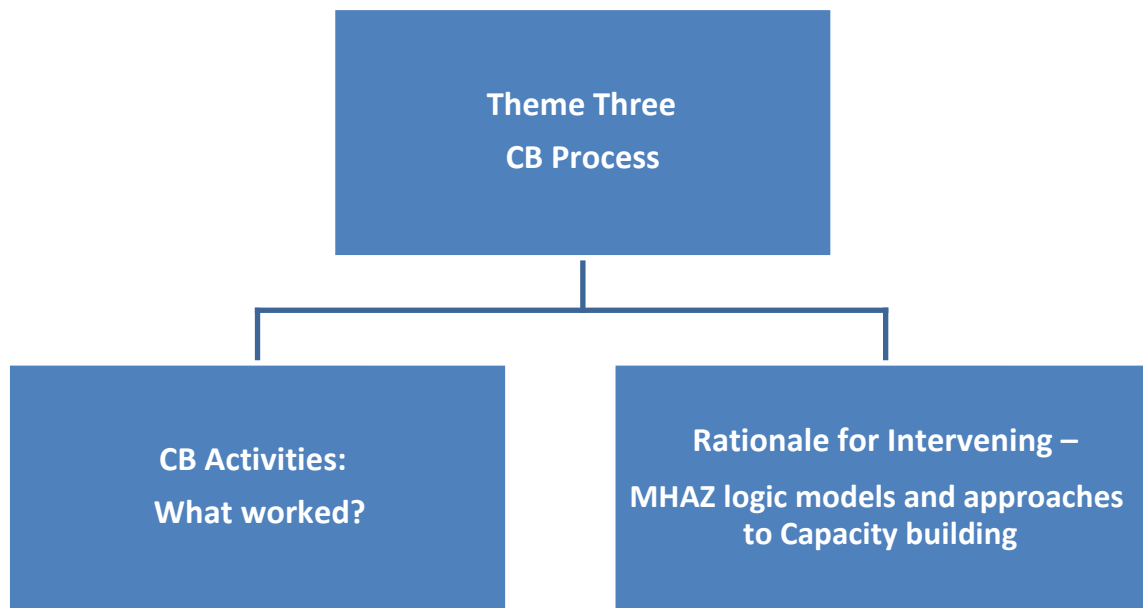 Theme Three
CB Process
CB Activities:
What worked?
Rationale for Intervening –
MHAZ logic models and approaches
to Capacity building